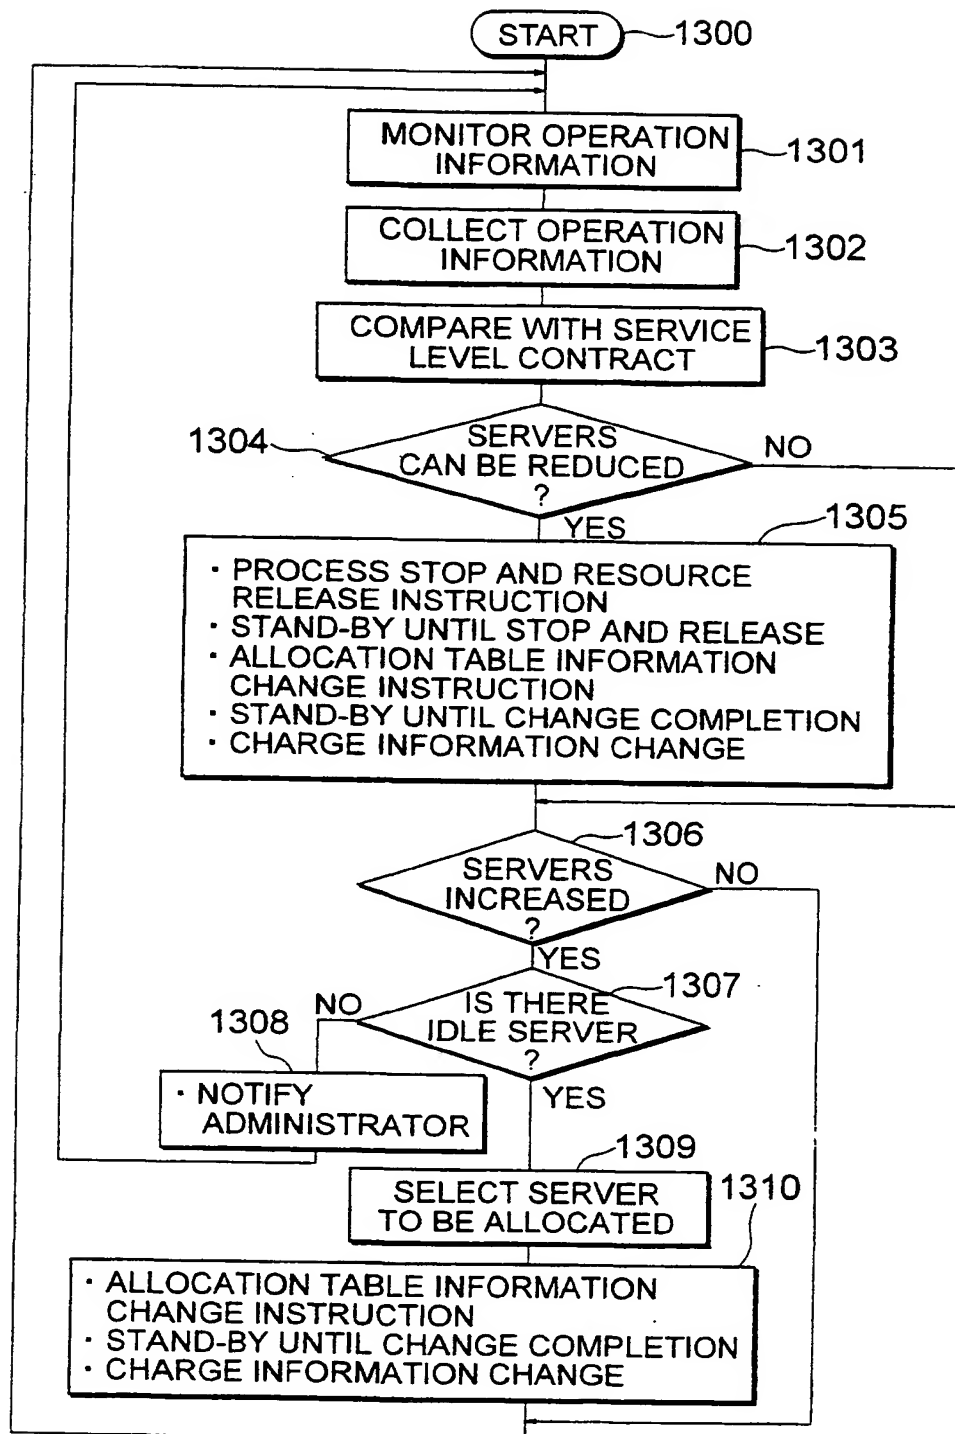 START
1300
MONITOR OPERATION
INFORMATION
1301
COLLECT OPERATION
INFORMATION
1302
COMPARE WITH SERVICE
LEVEL CONTRACT
1303
1304
SERVERS
CAN BE REDUCED
?
NO
YES
1305
· PROCESS STOP AND RESOURCE
RELEASE INSTRUCTION
· STAND-BY UNTIL STOP AND RELEASE
· ALLOCATION TABLE INFORMATION
CHANGE INSTRUCTION
· STAND-BY UNTIL CHANGE COMPLETION
· CHARGE INFORMATION CHANGE
1306
SERVERS
INCREASED
?
NO
YES
1307
NO
IS THERE
IDLE SERVER
?
1308
YES
· NOTIFY
ADMINISTRATOR
1309
SELECT SERVER
TO BE ALLOCATED
1310
· ALLOCATION TABLE INFORMATION
CHANGE INSTRUCTION
· STAND-BY UNTIL CHANGE COMPLETION
· CHARGE INFORMATION CHANGE